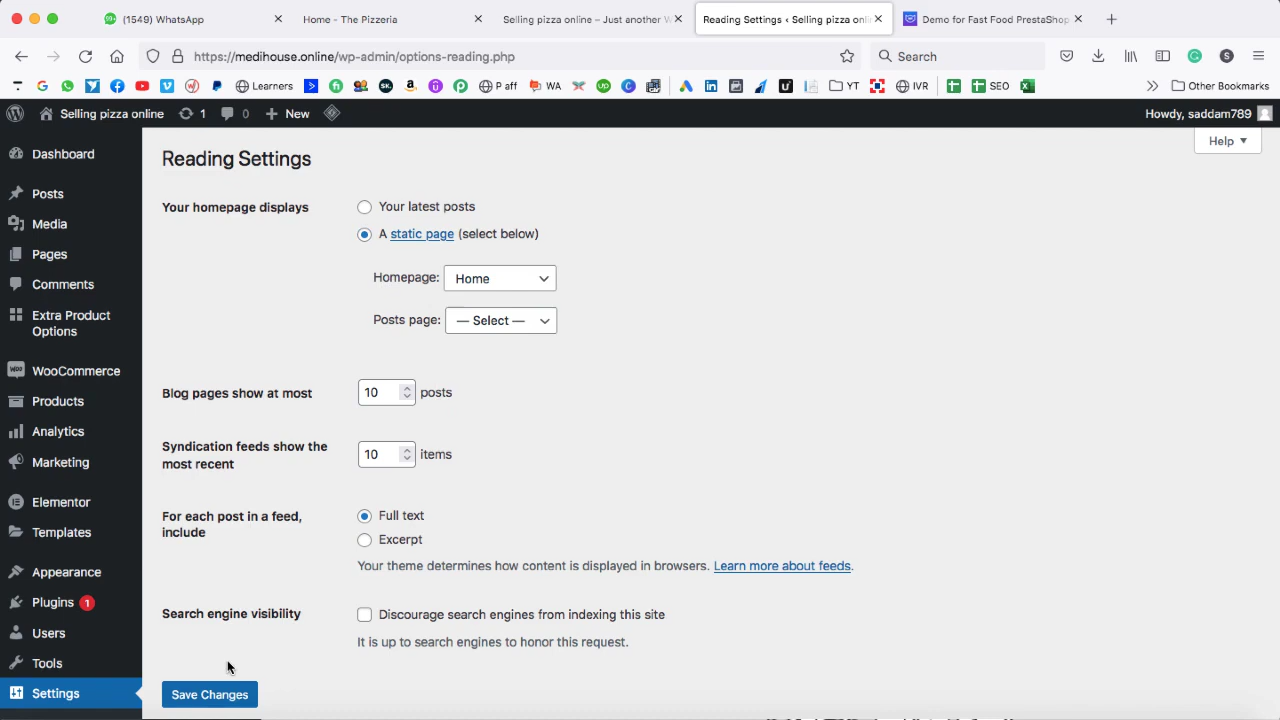 99+ (1549) WhatsApp
Home - The Pizzeria
Selling pizza online – Just another W
Reading Settings ‹ Selling pizza onli
Demo for Fast Food PrestaShop
https://medihouse.online/wp-admin/options-reading.php
Search
Learners
P aff
WA
YT
IVR
SEO
Other Bookmarks
Selling pizza online
1
0
New
Howdy, saddam789
Help
Dashboard
Posts
Media
Pages
Comments
Extra Product
Options
WooCommerce
Products
Analytics
Marketing
Elementor
Templates
Appearance
Plugins 1
Users
Tools
Settings
Reading Settings
Your homepage displays
Your latest posts
A static page (select below)
Homepage: Home
Posts page: — Select —
Blog pages show at most
10 posts
Syndication feeds show the
most recent
10 items
For each post in a feed,
include
Full text
Excerpt
Your theme determines how content is displayed in browsers. Learn more about feeds.
Search engine visibility
Discourage search engines from indexing this site
It is up to search engines to honor this request.
Save Changes